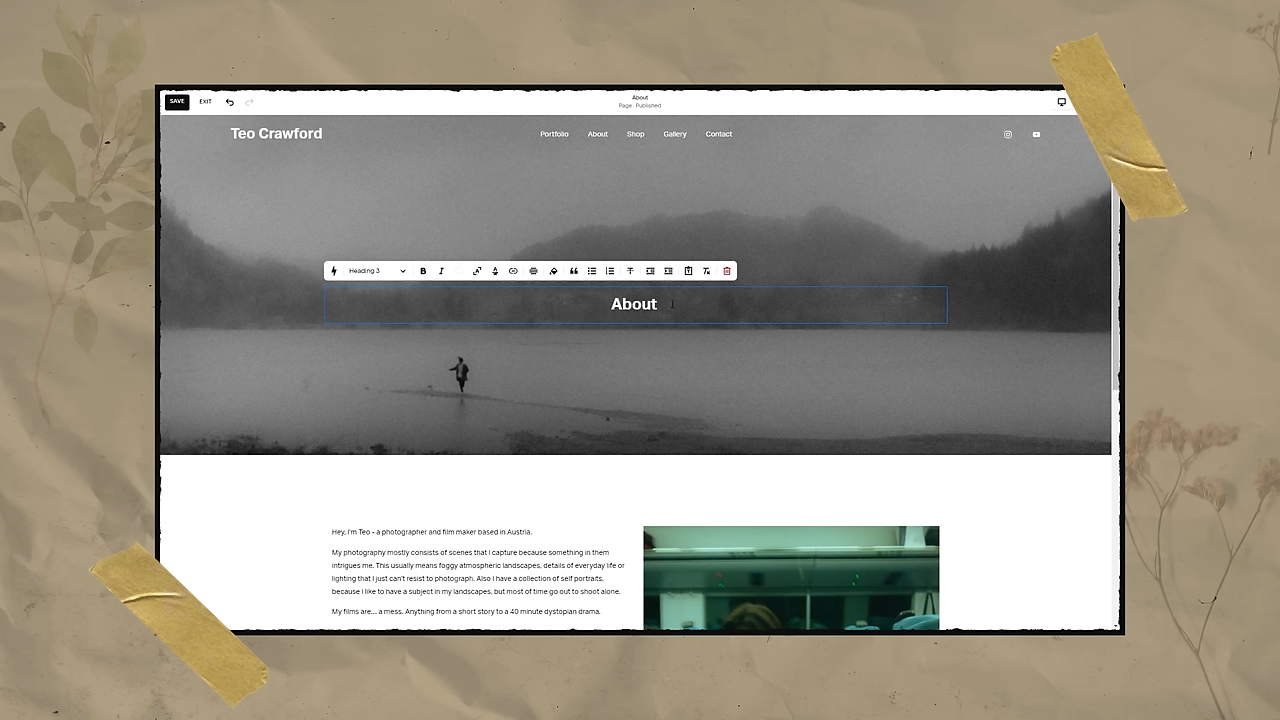 SAVE EXIT
About
Page · Published
Teo Crawford
Portfolio About Shop Gallery Contact
Heading 3 B I
About
Hey, I'm Teo - a photographer and film maker based in Austria.
My photography mostly consists of scenes that I capture because something in them
intrigues me. This usually means foggy atmospheric landscapes, details of everyday life or
lighting that I just can't resist to photograph. Also I have a collection of self portraits,
because I like to have a subject in my landscapes, but most of time go out to shoot alone.
My films are... a mess. Anything from a short story to a 40 minute dystopian drama.